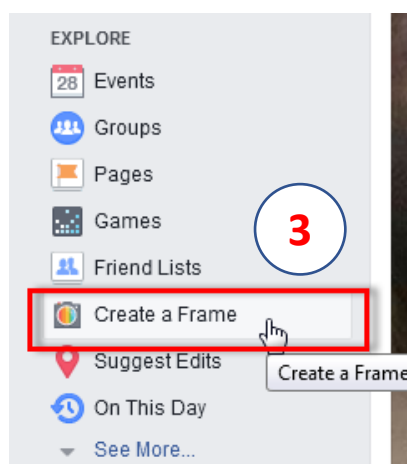 EXPLORE
28 Events
Groups
Pages
Games
3
Friend Lists
Create a Frame
Suggest Edits
Create a Frame
On This Day
See More...